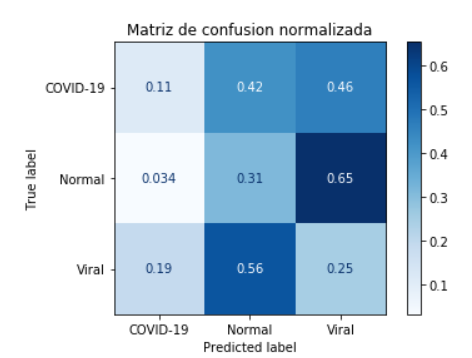 Matriz de confusion normalizada
COVID-19 0.11 0.42 0.46
Normal 0.034 0.31 0.65
Viral 0.19 0.56 0.25
COVID-19 Normal Viral
Predicted label
True label
0.6
0.5
0.4
0.3
0.2
0.1